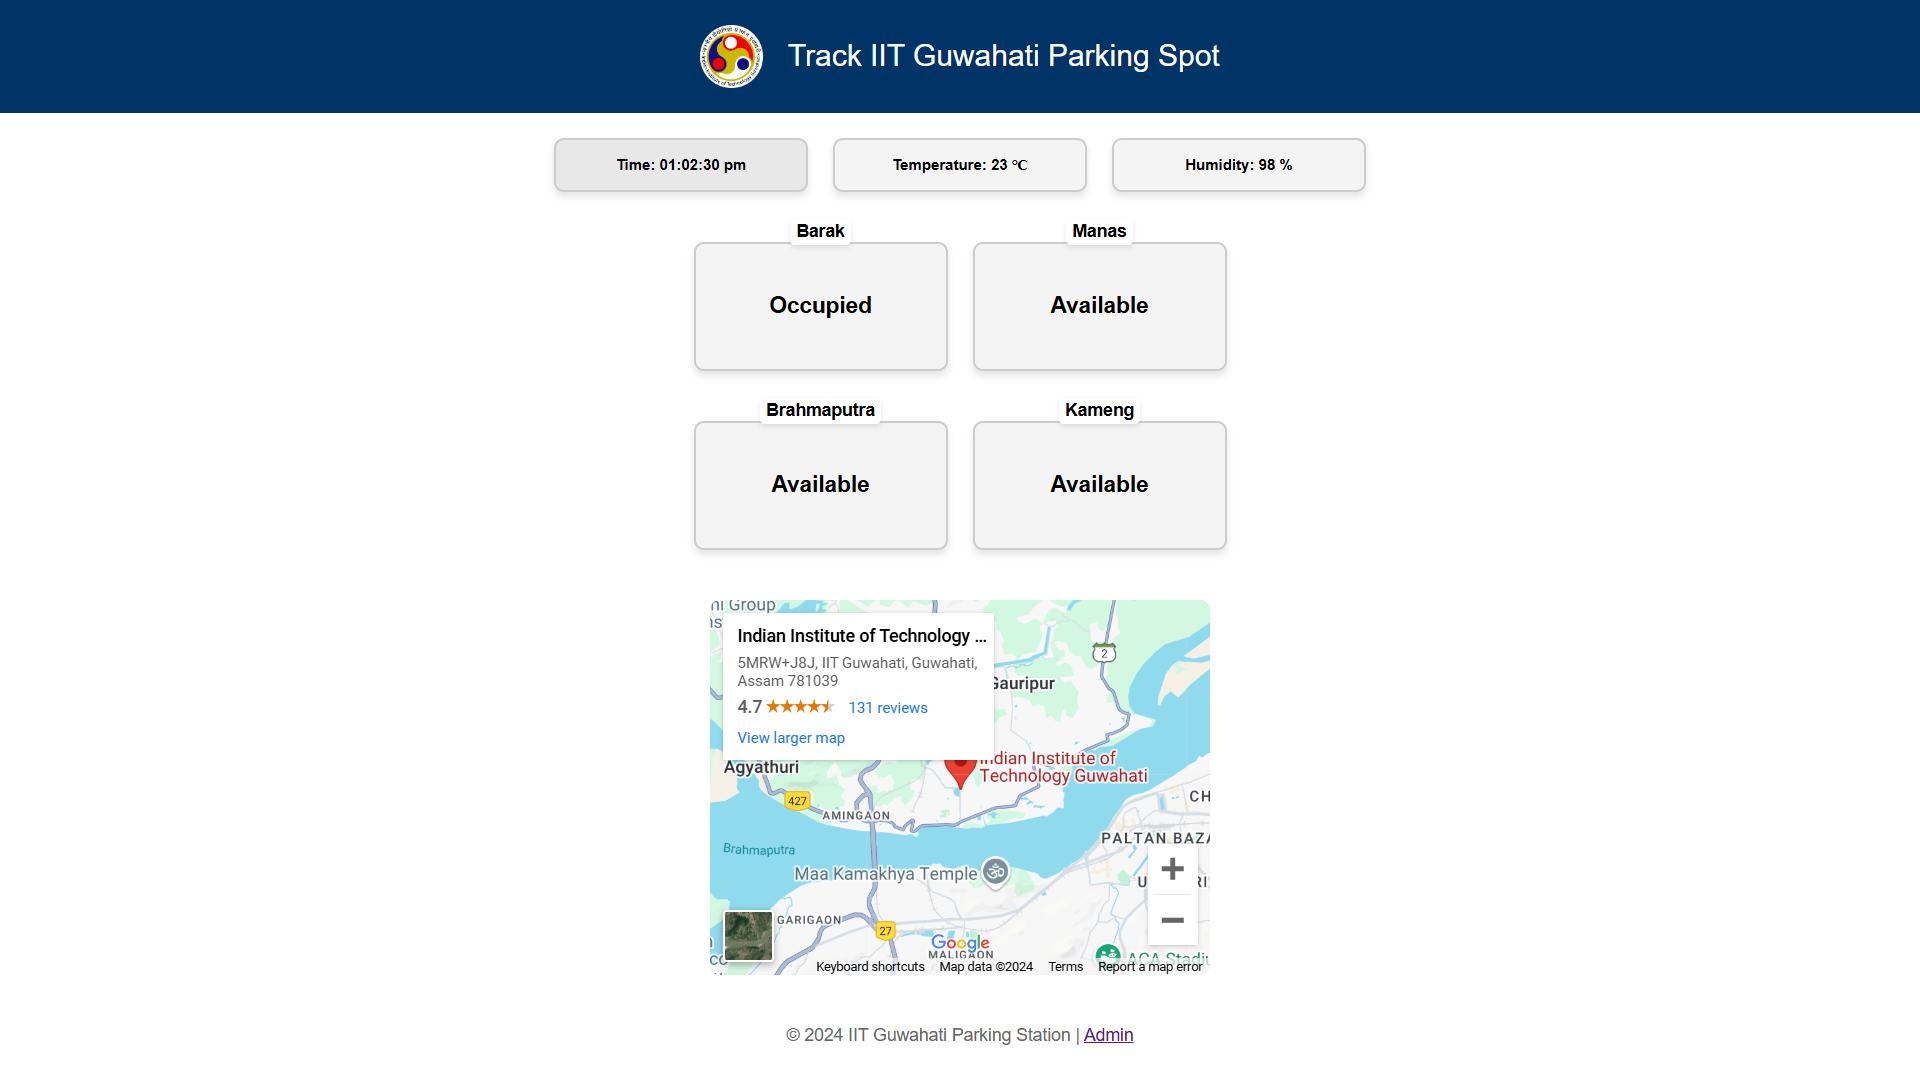 Track IIT Guwahati Parking Spot
Time: 01:02:30 pm
Temperature: 23 °C
Humidity: 98 %
Barak
Manas
Occupied
Available
Brahmaputra
Kameng
Available
Available
Group
Indian Institute of Technology ...
5MRW+J8J, IIT Guwahati, Guwahati,
Assam 781039
4.7
131 reviews
View larger map
2
Gauripur
Agyathuri
Indian Institute of
Technology Guwahati
427
AMINGAON
CH
PALTAN BAZA
Brahmaputra
Maa Kamakhya Temple
GARIGAON
27
Google
MALIGAON
ACA Stadiu
Keyboard shortcuts
Map data ©2024
Terms
Report a map error
© 2024 IIT Guwahati Parking Station | Admin